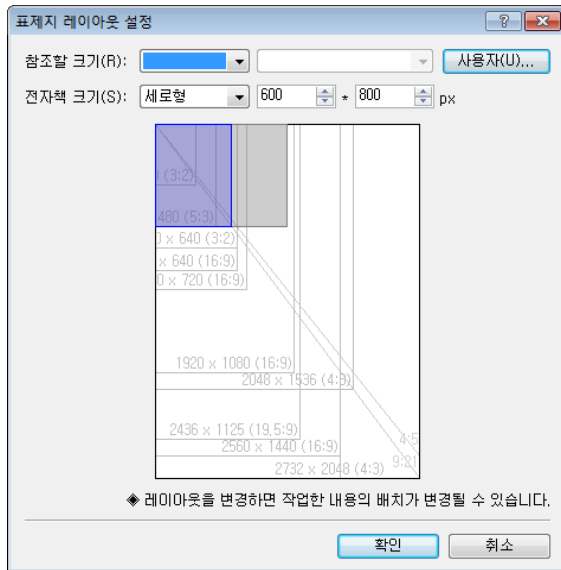 표제지 레이아웃 설정
참조할 크기(R): 사용자(U)...
전자책 크기(S): 세로형 600 * 800 px
(3:2)
480 (5:3)
x 640 (3:2)
x 640 (16:9)
0 x 720 (16:9)
1920 x 1080 (16:9)
2048 x 1536 (4:3)
2436 x 1125 (19,5:9)
4:5
2560 x 1440 (16:9)
9:21
2732 x 2048 (4:3)
◈ 레이아웃을 변경하면 작업한 내용의 배치가 변경될 수 있습니다.
확인 취소